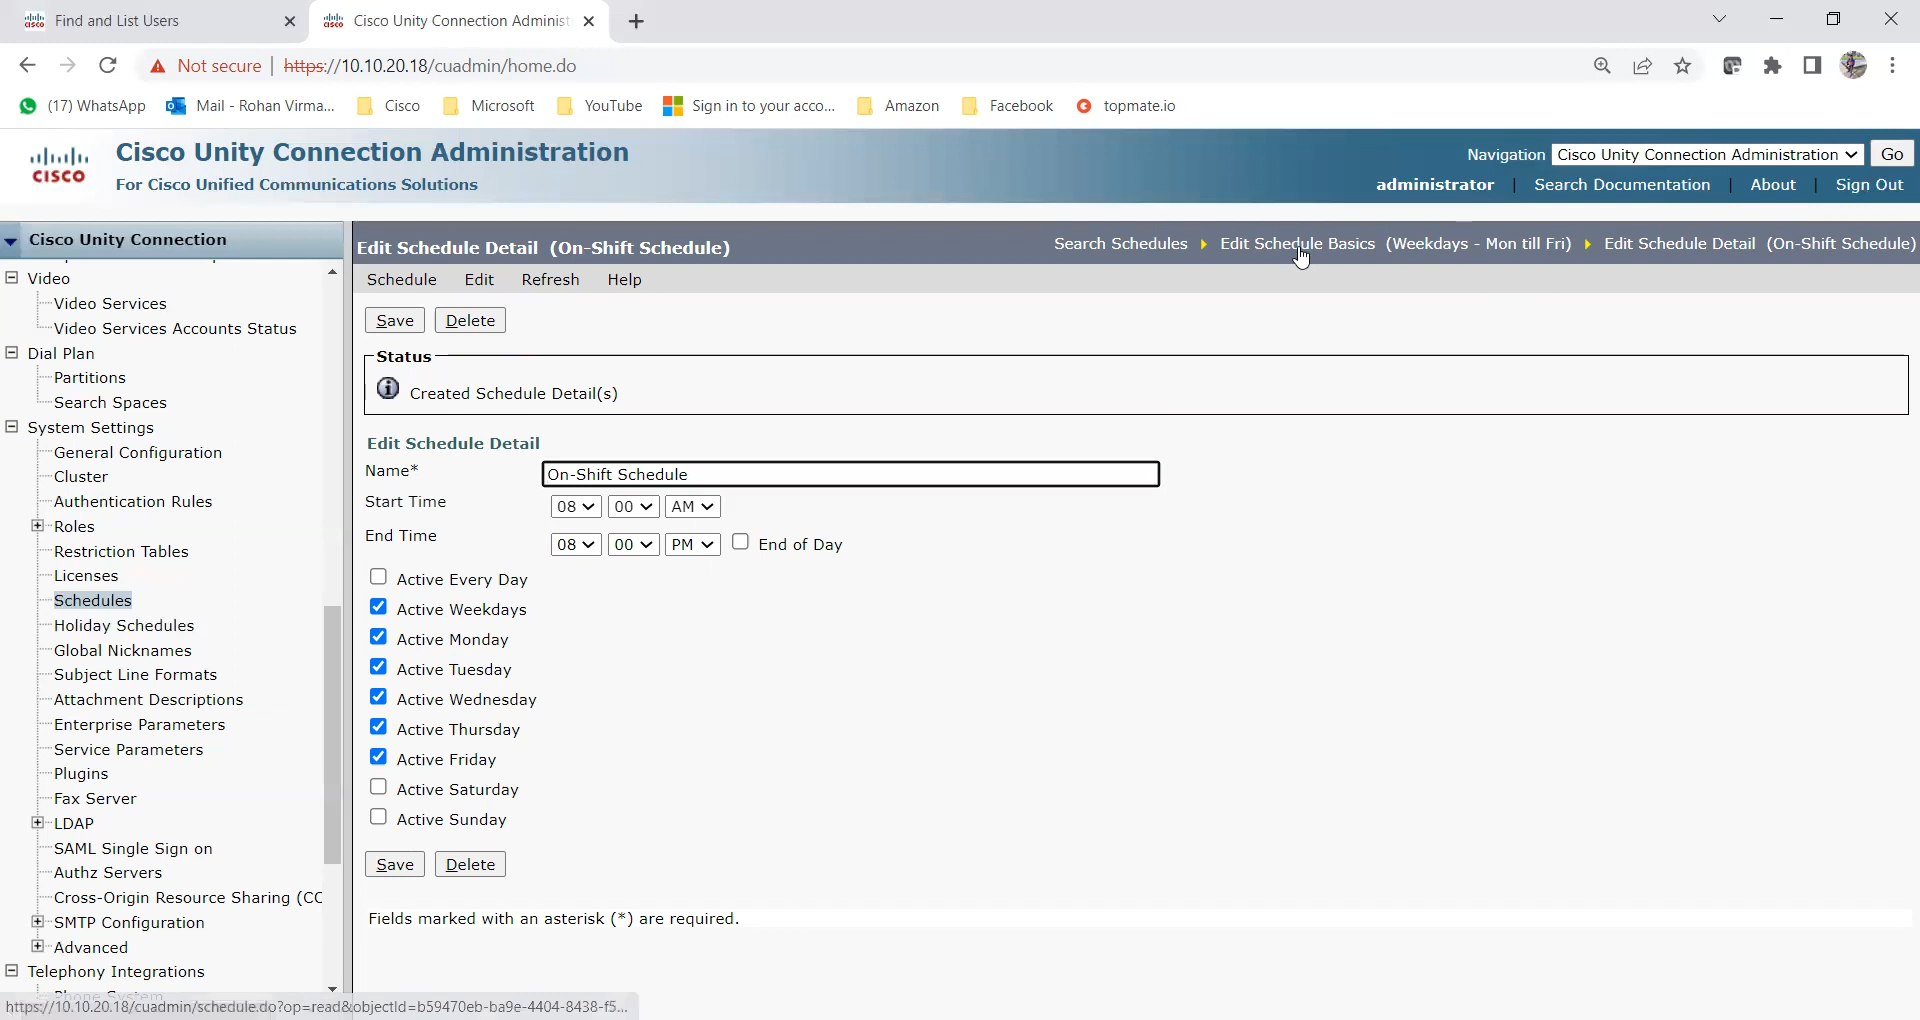 Find and List Users
Cisco Unity Connection Administ
Not secure | https://10.10.20.18/cuadmin/home.do
(17) WhatsApp Mail - Rohan Virma... Cisco Microsoft YouTube Sign in to your acco... Amazon Facebook topmate.io
CISCO
Cisco Unity Connection Administration
For Cisco Unified Communications Solutions
Navigation Cisco Unity Connection Administration Go
administrator | Search Documentation | About | Sign Out
Cisco Unity Connection
Video
Video Services
Video Services Accounts Status
Dial Plan
Partitions
Search Spaces
System Settings
General Configuration
Cluster
Authentication Rules
Roles
Restriction Tables
Licenses
Schedules
Holiday Schedules
Global Nicknames
Subject Line Formats
Attachment Descriptions
Enterprise Parameters
Service Parameters
Plugins
Fax Server
LDAP
SAML Single Sign on
Authz Servers
Cross-Origin Resource Sharing (CO
SMTP Configuration
Advanced
Telephony Integrations
Phone System
Edit Schedule Detail (On-Shift Schedule)
Search Schedules Edit Schedule Basics (Weekdays - Mon till Fri) Edit Schedule Detail (On-Shift Schedule)
Schedule Edit Refresh Help
Save Delete
Status
Created Schedule Detail(s)
Edit Schedule Detail
Name* On-Shift Schedule
Start Time 08 00 AM
End Time 08 00 PM End of Day
Active Every Day
Active Weekdays
Active Monday
Active Tuesday
Active Wednesday
Active Thursday
Active Friday
Active Saturday
Active Sunday
Save Delete
Fields marked with an asterisk (*) are required.
https://10.10.20.18/cuadmin/schedule.do?op=read&objectId=b59470eb-ba9e-4404-8438-f5...